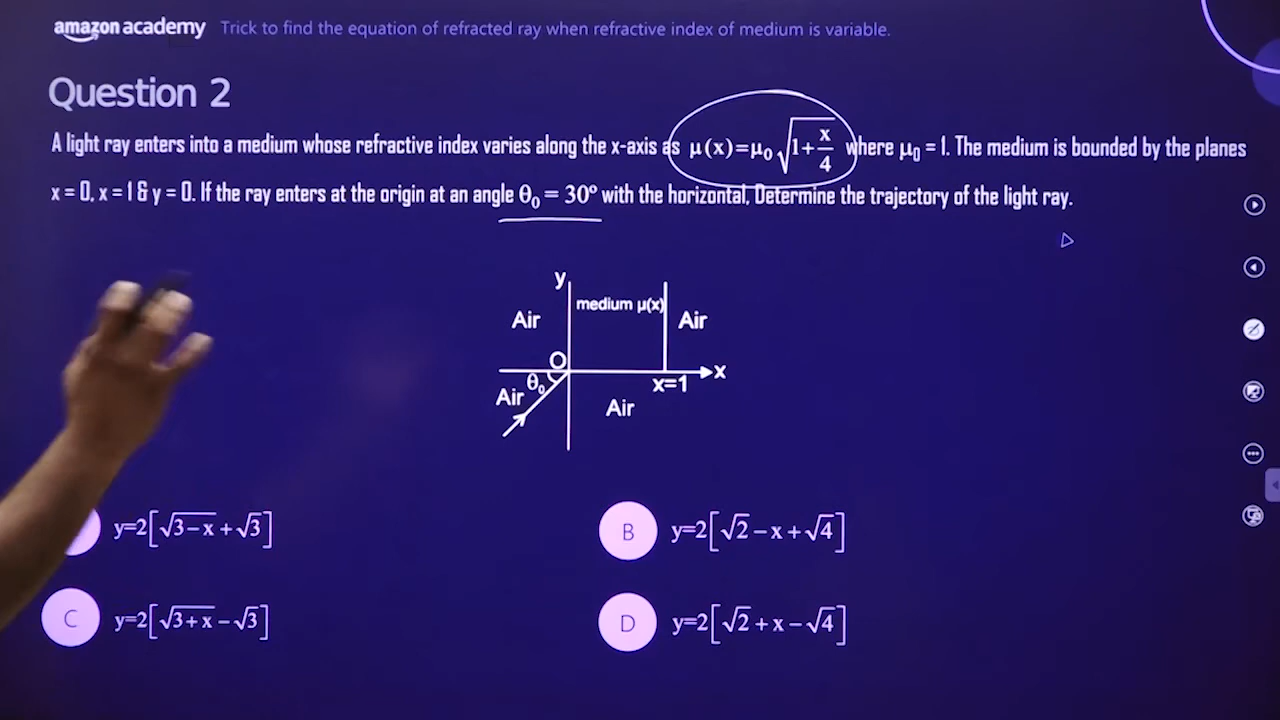 amazon academy Trick to find the equation of refracted ray when refractive index of medium is variable.
Question 2
A light ray enters into a medium whose refractive index varies along the x-axis as μ(x)=μ₀√(1+x/4) where μ₀ = 1. The medium is bounded by the planes
x = 0, x = 1 & y = 0. If the ray enters at the origin at an angle θ₀ = 30° with the horizontal, Determine the trajectory of the light ray.
y
medium μ(x)
Air
Air
O
θ₀
x
x=1
Air
Air
y=2[√(3−x)+√3]
B y=2[√2−x+√4]
C y=2[√(3+x)−√3]
D y=2[√2+x−√4]